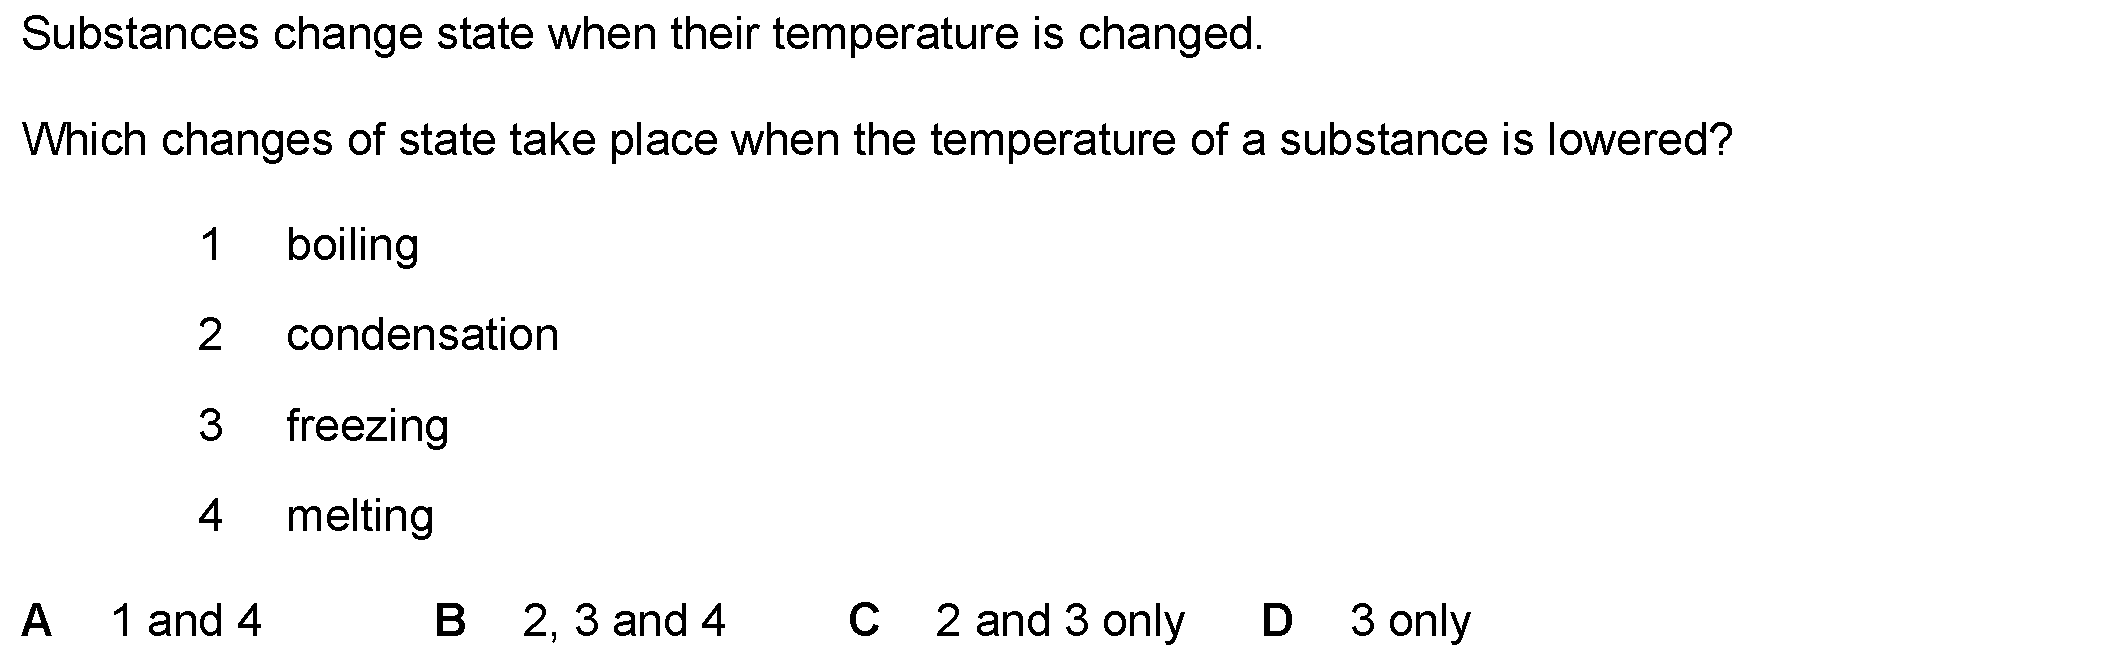 Substances change state when their temperature is changed.
Which changes of state take place when the temperature of a substance is lowered?
1 boiling
2 condensation
3 freezing
4 melting
A 1 and 4 B 2, 3 and 4 C 2 and 3 only D 3 only